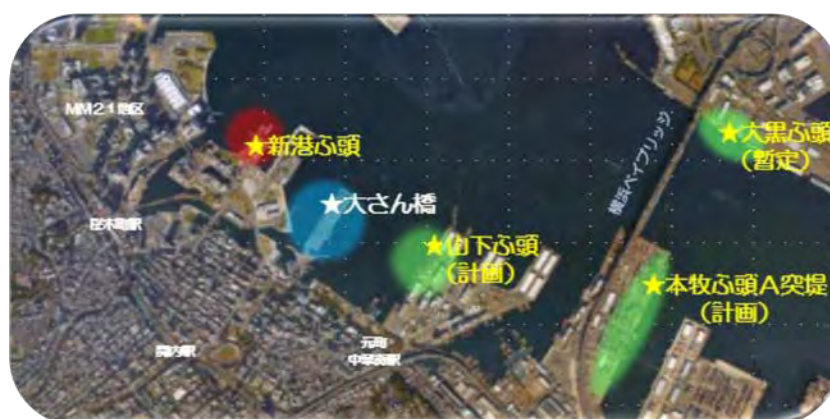 MM21地区
★新港ふ頭
★大黒ふ頭
(暫定)
横浜ベイブリッジ
★大さん橋
桜木町駅
★山下ふ頭
(計画)
★本牧ふ頭A突堤
(計画)
関内駅
元町
中華街駅